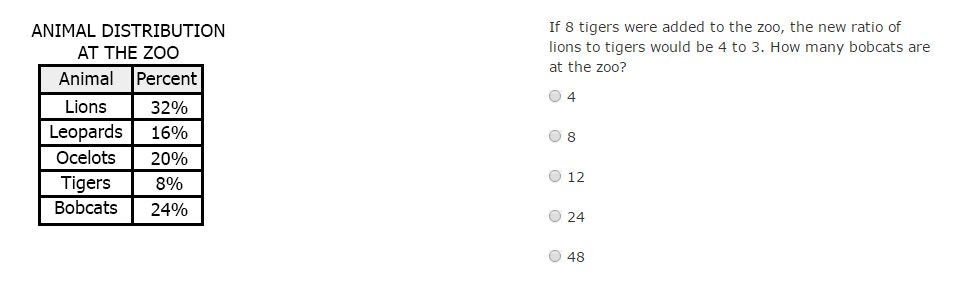 ANIMAL DISTRIBUTION
AT THE ZOO
Animal Percent
Lions 32%
Leopards 16%
Ocelots 20%
Tigers 8%
Bobcats 24%
If 8 tigers were added to the zoo, the new ratio of
lions to tigers would be 4 to 3. How many bobcats are
at the zoo?
4
8
12
24
48